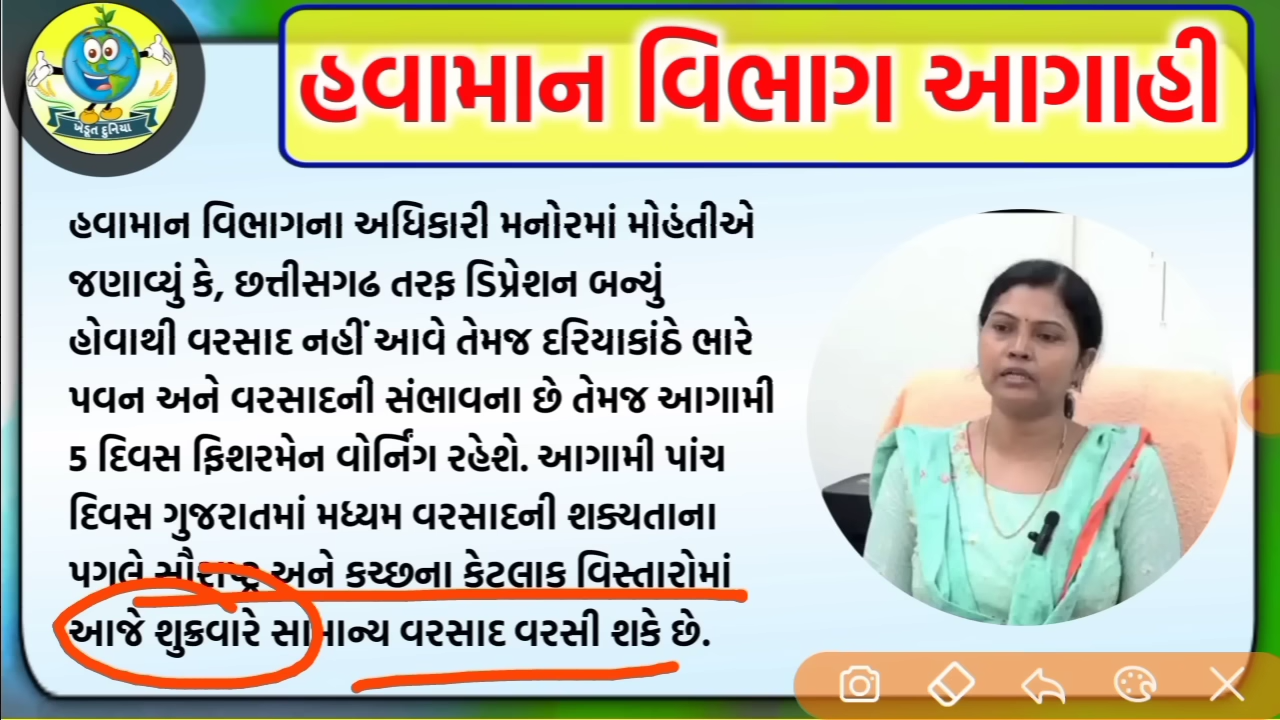 ખેડૂત દુનિયા
હવામાન વિભાગ આગાહી
હવામાન વિભાગના અધિકારી મનોરમાં મોહંતીએ
જણાવ્યું કે, છત્તીસગઢ તરફ ડિપ્રેશન બન્યું
હોવાથી વરસાદ નહીં આવે તેમજ દરિયાકાંઠે ભારે
પવન અને વરસાદની સંભાવના છે તેમજ આગામી
5 દિવસ ફિશરમેન વોર્નિંગ રહેશે. આગામી પાંચ
દિવસ ગુજરાતમાં મધ્યમ વરસાદની શક્યતાના
પગલે સૌરાષ્ટ્ર અને કચ્છના કેટલાક વિસ્તારોમાં
આજે શુક્રવારે સામાન્ય વરસાદ વરસી શકે છે.